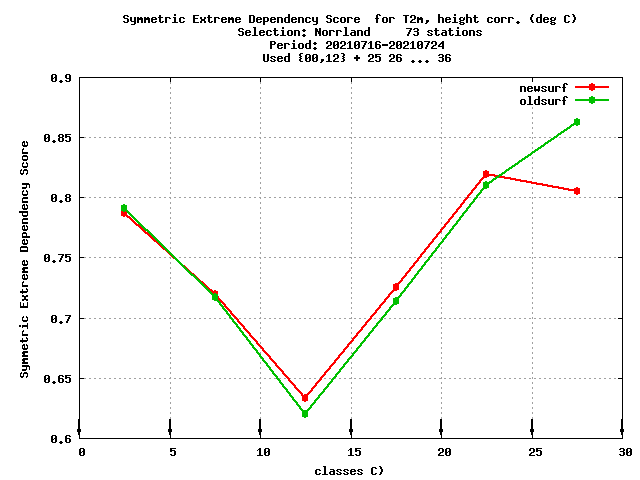 Symmetric Extreme Dependency Score  for T2m, height corr. (deg C)
Selection: Norrland     73 stations
Period: 20210716-20210724
Used {00,12} + 25 26 ... 36
newsurf
oldsurf
0.9
0.85
0.8
0.75
0.7
0.65
0.6
Symmetric Extreme Dependency Score
0 5 10 15 20 25 30
classes C)